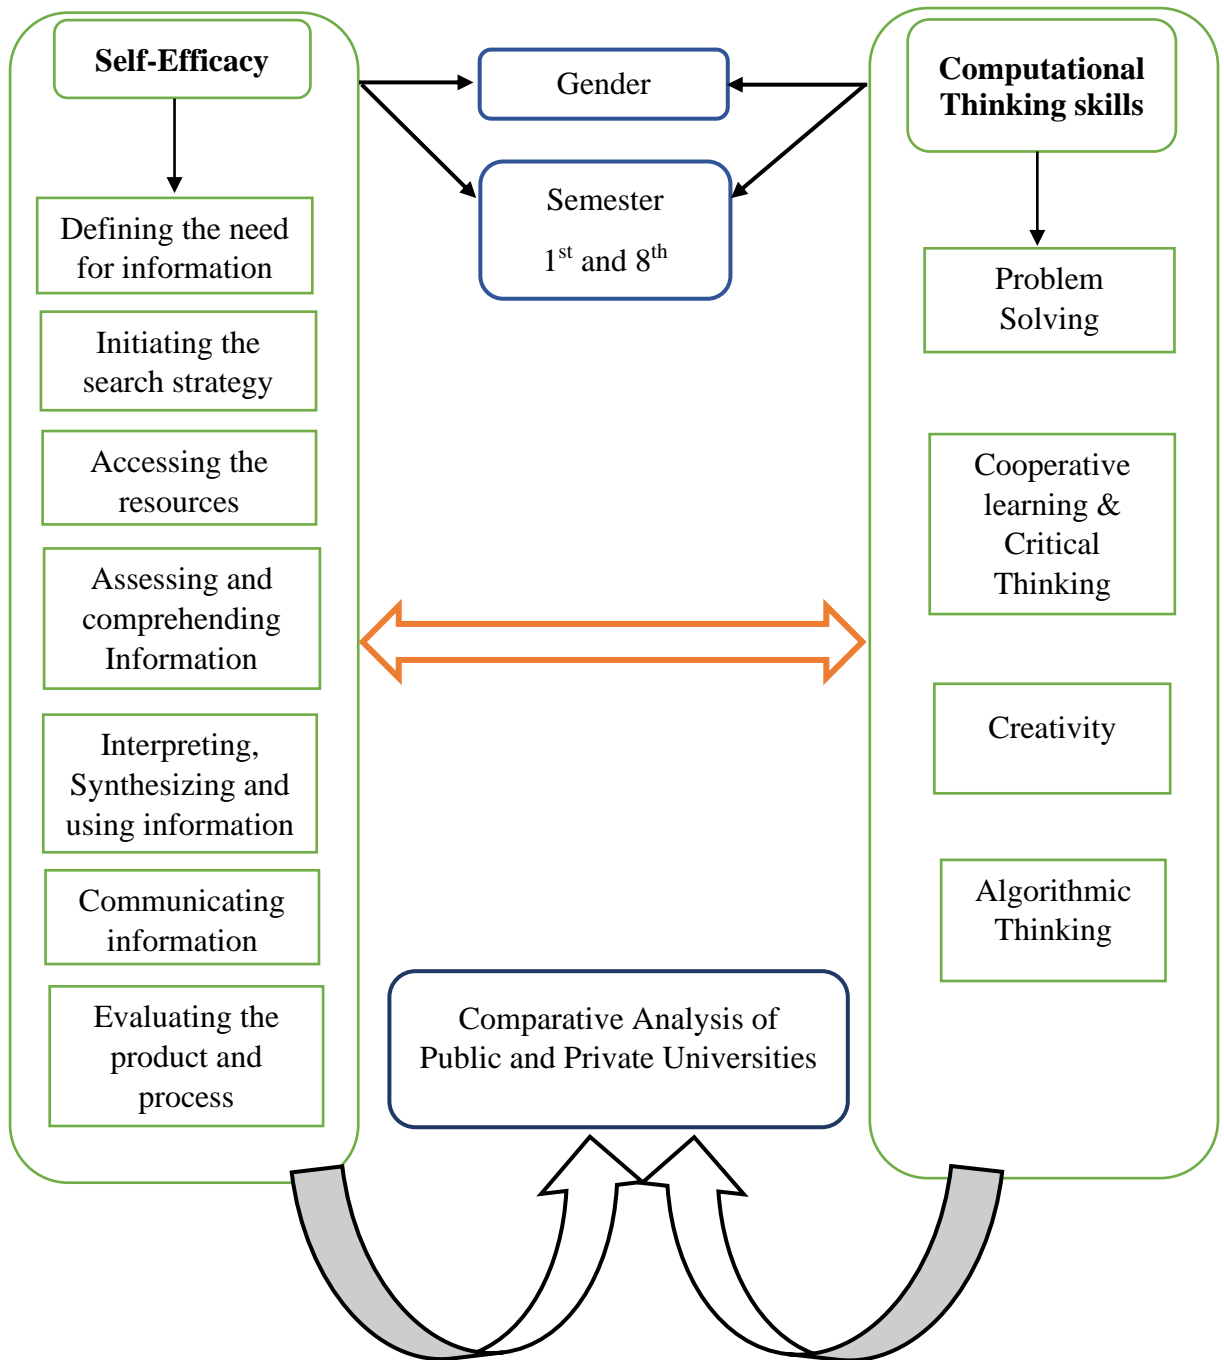 Self-Efficacy
Defining the need
for information
Initiating the
search strategy
Accessing the
resources
Assessing and
comprehending
Information
Interpreting,
Synthesizing and
using information
Communicating
information
Evaluating the
product and
process
Gender
Semester
1st and 8th
Comparative Analysis of
Public and Private Universities
Computational
Thinking skills
Problem
Solving
Cooperative
learning &
Critical
Thinking
Creativity
Algorithmic
Thinking